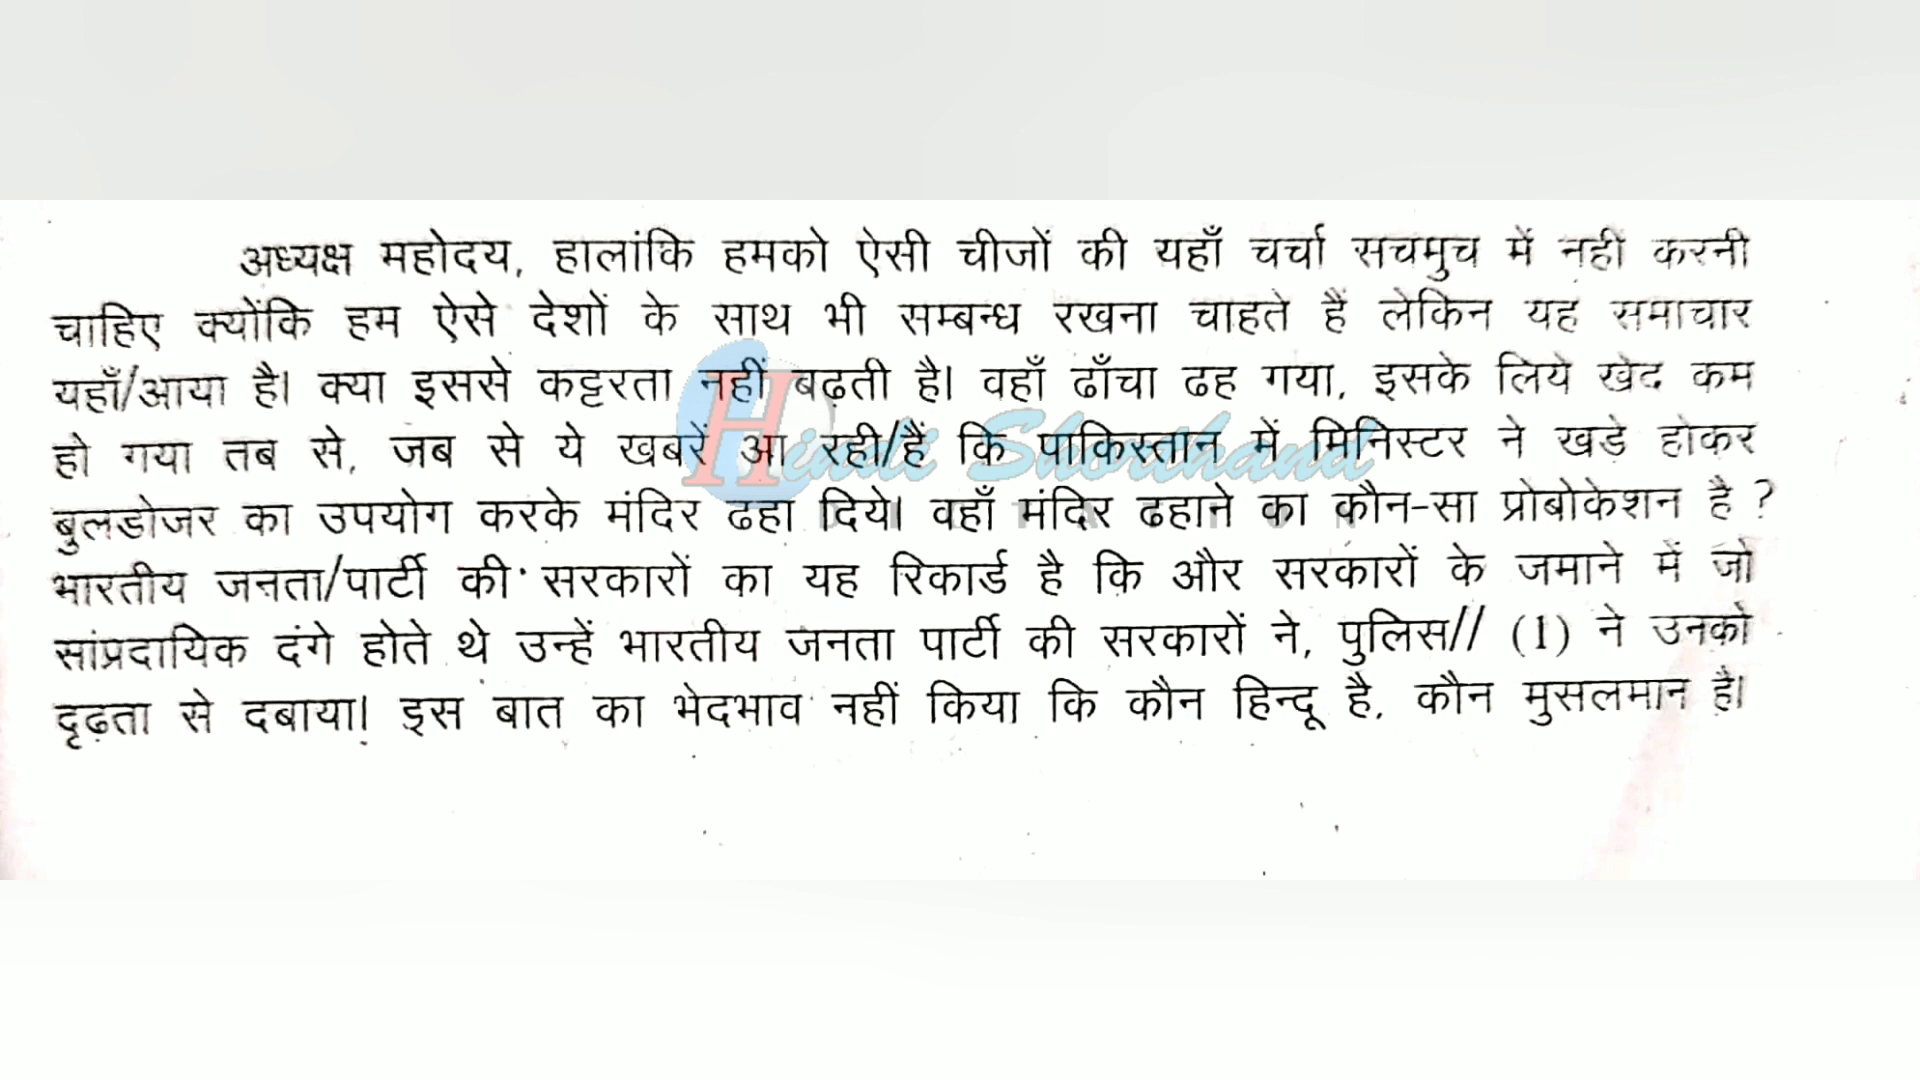 अध्यक्ष महोदय, हालांकि हमको ऐसी चीजों की यहाँ चर्चा सचमुच में नहीं करनी
चाहिए क्योंकि हम ऐसे देशों के साथ भी सम्बन्ध रखना चाहते हैं लेकिन यह समाचार
यहाँ/आया है। क्या इससे कट्टरता नहीं बढ़ती है। वहाँ ढाँचा ढह गया, इसके लिये खेद कम
हो गया तब से, जब से ये खबरें आ रही/हैं कि पाकिस्तान में मिनिस्टर ने खडे होकर
बुलडोजर का उपयोग करके मंदिर ढहा दिये। वहाँ मंदिर ढहाने का कौन-सा प्रोबोकेशन है ?
भारतीय जनता/पार्टी की सरकारों का यह रिकार्ड है कि और सरकारों के जमाने में जो
सांप्रदायिक दंगे होते थे उन्हें भारतीय जनता पार्टी की सरकारों ने, पुलिस// (1) ने उनको
दृढ़ता से दबाया। इस बात का भेदभाव नहीं किया कि कौन हिन्दू है, कौन मुसलमान है।
Hindi Shorthand